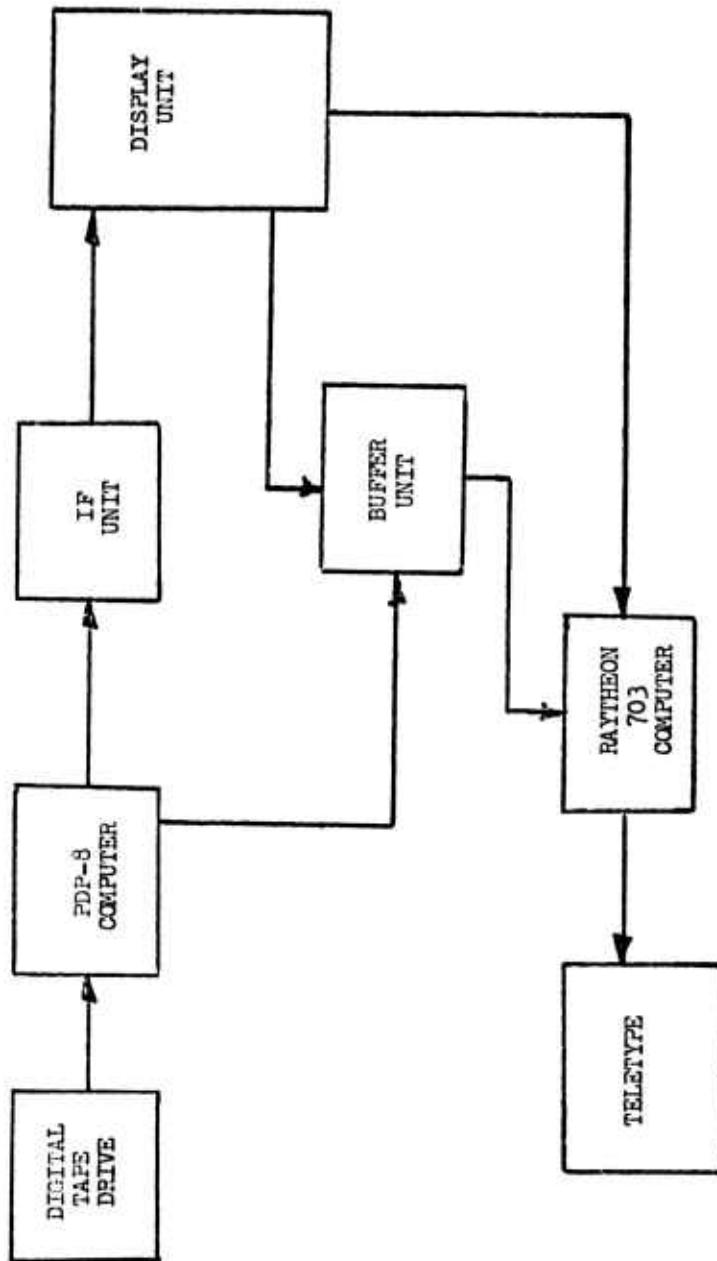 DIGITAL
TAPE
DRIVE
PDP-8
COMPUTER
IF
UNIT
DISPLAY
UNIT
BUFFER
UNIT
RAYTHEON
703
COMPUTER
TELETYPE